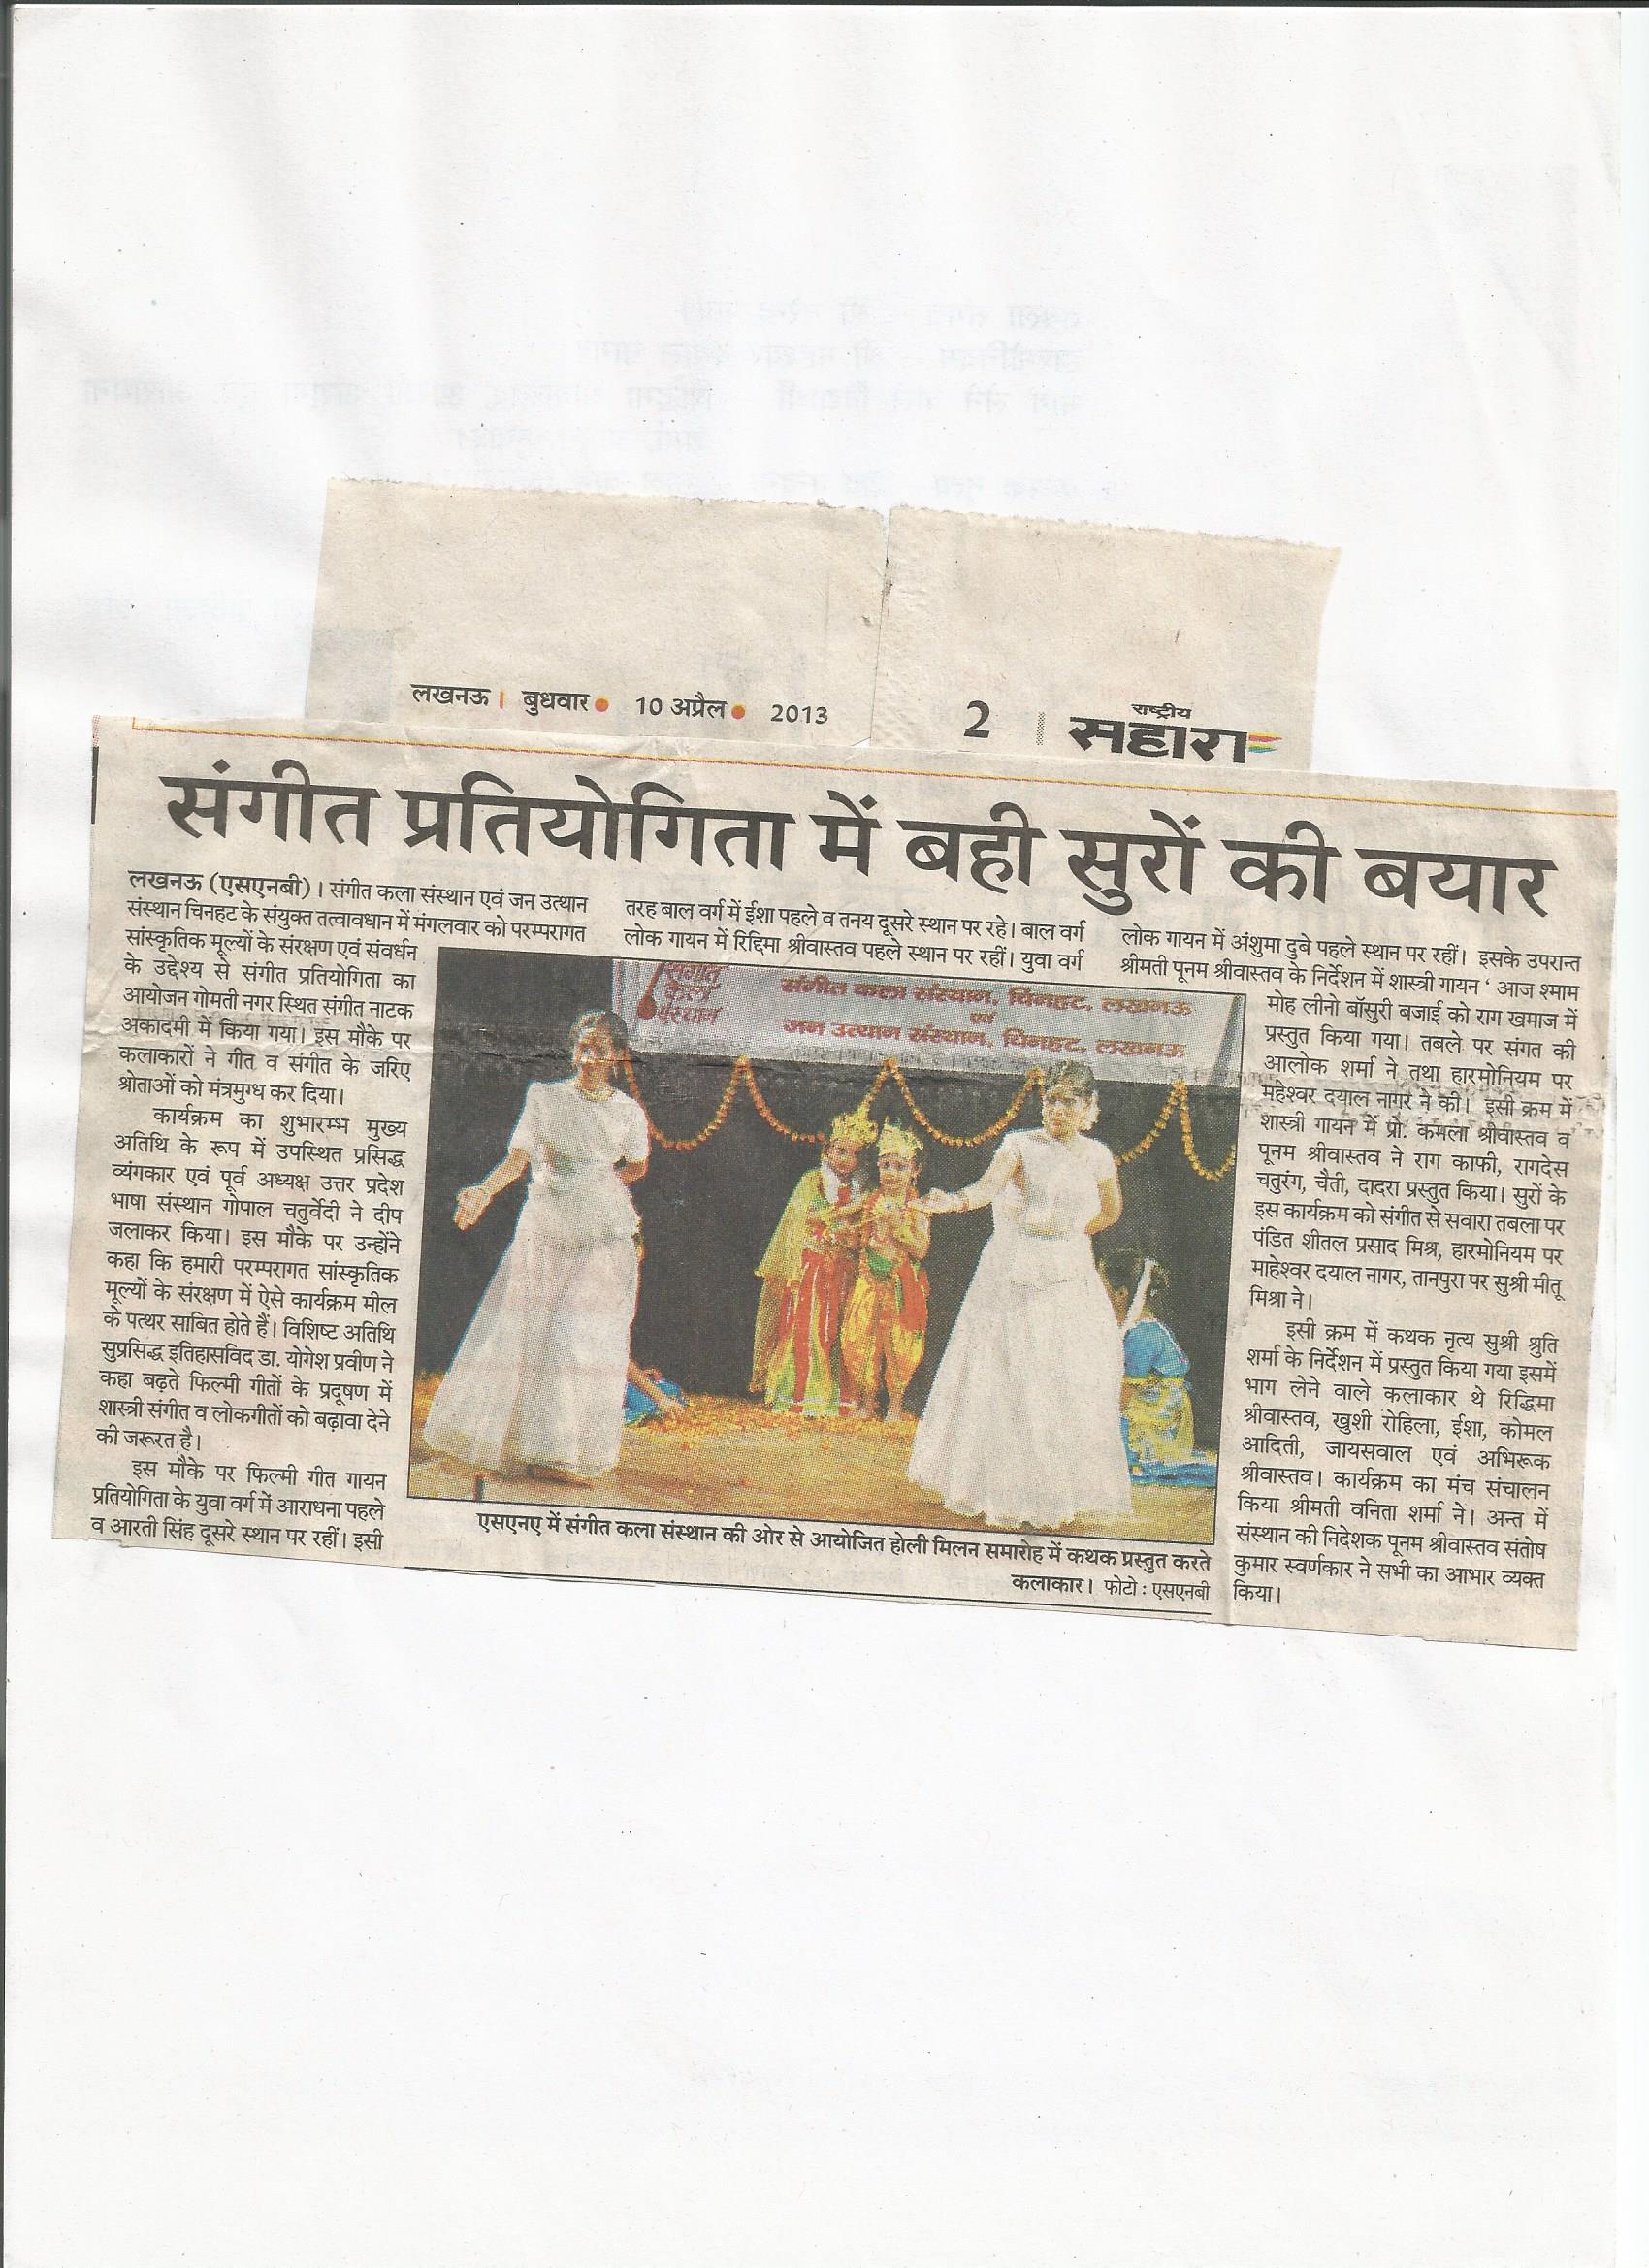 लखनऊ । बुधवार • 10 अप्रैल • 2013
2 | राष्ट्रीय सहारा
संगीत प्रतियोगिता में बही सुरों की बयार
लखनऊ (एसएनबी)। संगीत कला संस्थान एवं जन उत्थान
संस्थान चिनहट के संयुक्त तत्वावधान में मंगलवार को परम्परागत
सांस्कृतिक मूल्यों के संरक्षण एवं संवर्धन
के उद्देश्य से संगीत प्रतियोगिता का
आयोजन गोमती नगर स्थित संगीत नाटक
अकादमी में किया गया। इस मौके पर
कलाकारों ने गीत व संगीत के जरिए
श्रोताओं को मंत्रमुग्ध कर दिया।
कार्यक्रम का शुभारम्भ मुख्य
अतिथि के रूप में उपस्थित प्रसिद्ध
व्यंगकार एवं पूर्व अध्यक्ष उत्तर प्रदेश
भाषा संस्थान गोपाल चतुर्वेदी ने दीप
जलाकर किया। इस मौके पर उन्होंने
कहा कि हमारी परम्परागत सांस्कृतिक
मूल्यों के संरक्षण में ऐसे कार्यक्रम मील
के पत्थर साबित होते हैं। विशिष्ट अतिथि
सुप्रसिद्ध इतिहासविद डा. योगेश प्रवीण ने
कहा बढ़ते फिल्मी गीतों के प्रदूषण में
शास्त्री संगीत व लोकगीतों को बढ़ावा देने
की जरूरत है।
इस मौके पर फिल्मी गीत गायन
प्रतियोगिता के युवा वर्ग में आराधना पहले
व आरती सिंह दूसरे स्थान पर रहीं। इसी
तरह बाल वर्ग में ईशा पहले व तनय दूसरे स्थान पर रहे। बाल वर्ग
लोक गायन में रिद्दिमा श्रीवास्तव पहले स्थान पर रहीं। युवा वर्ग
संगीत
कला
संस्थान
संगीत कला संस्थान, चिनहट, लखनऊ
एवं
जन उत्थान संस्थान, चिनहट, लखनऊ
एसएनए में संगीत कला संस्थान की ओर से आयोजित होली मिलन समारोह में कथक प्रस्तुत करते
कलाकार। फोटो : एसएनबी
लोक गायन में अंशुमा दुबे पहले स्थान पर रहीं। इसके उपरान्त
श्रीमती पूनम श्रीवास्तव के निर्देशन में शास्त्री गायन ‘ आज श्माम
मोह लीनो बॉसुरी बजाई को राग खमाज में
प्रस्तुत किया गया। तबले पर संगत की
आलोक शर्मा ने तथा हारमोनियम पर
महेश्वर दयाल नागर ने की। इसी क्रम में
शास्त्री गायन में प्रो. कमला श्रीवास्तव व
पूनम श्रीवास्तव ने राग काफी, रागदेस
चतुरंग, चैती, दादरा प्रस्तुत किया। सुरों के
इस कार्यक्रम को संगीत से सवारा तबला पर
पंडित शीतल प्रसाद मिश्र, हारमोनियम पर
माहेश्वर दयाल नागर, तानपुरा पर सुश्री मीतू
मिश्रा ने।
इसी क्रम में कथक नृत्य सुश्री श्रुति
शर्मा के निर्देशन में प्रस्तुत किया गया इसमें
भाग लेने वाले कलाकार थे रिद्धिमा
श्रीवास्तव, खुशी रोहिला, ईशा, कोमल
आदिती, जायसवाल एवं अभिरूक
श्रीवास्तव। कार्यक्रम का मंच संचालन
किया श्रीमती वनिता शर्मा ने। अन्त में
संस्थान की निदेशक पूनम श्रीवास्तव संतोष
कुमार स्वर्णकार ने सभी का आभार व्यक्त
किया।